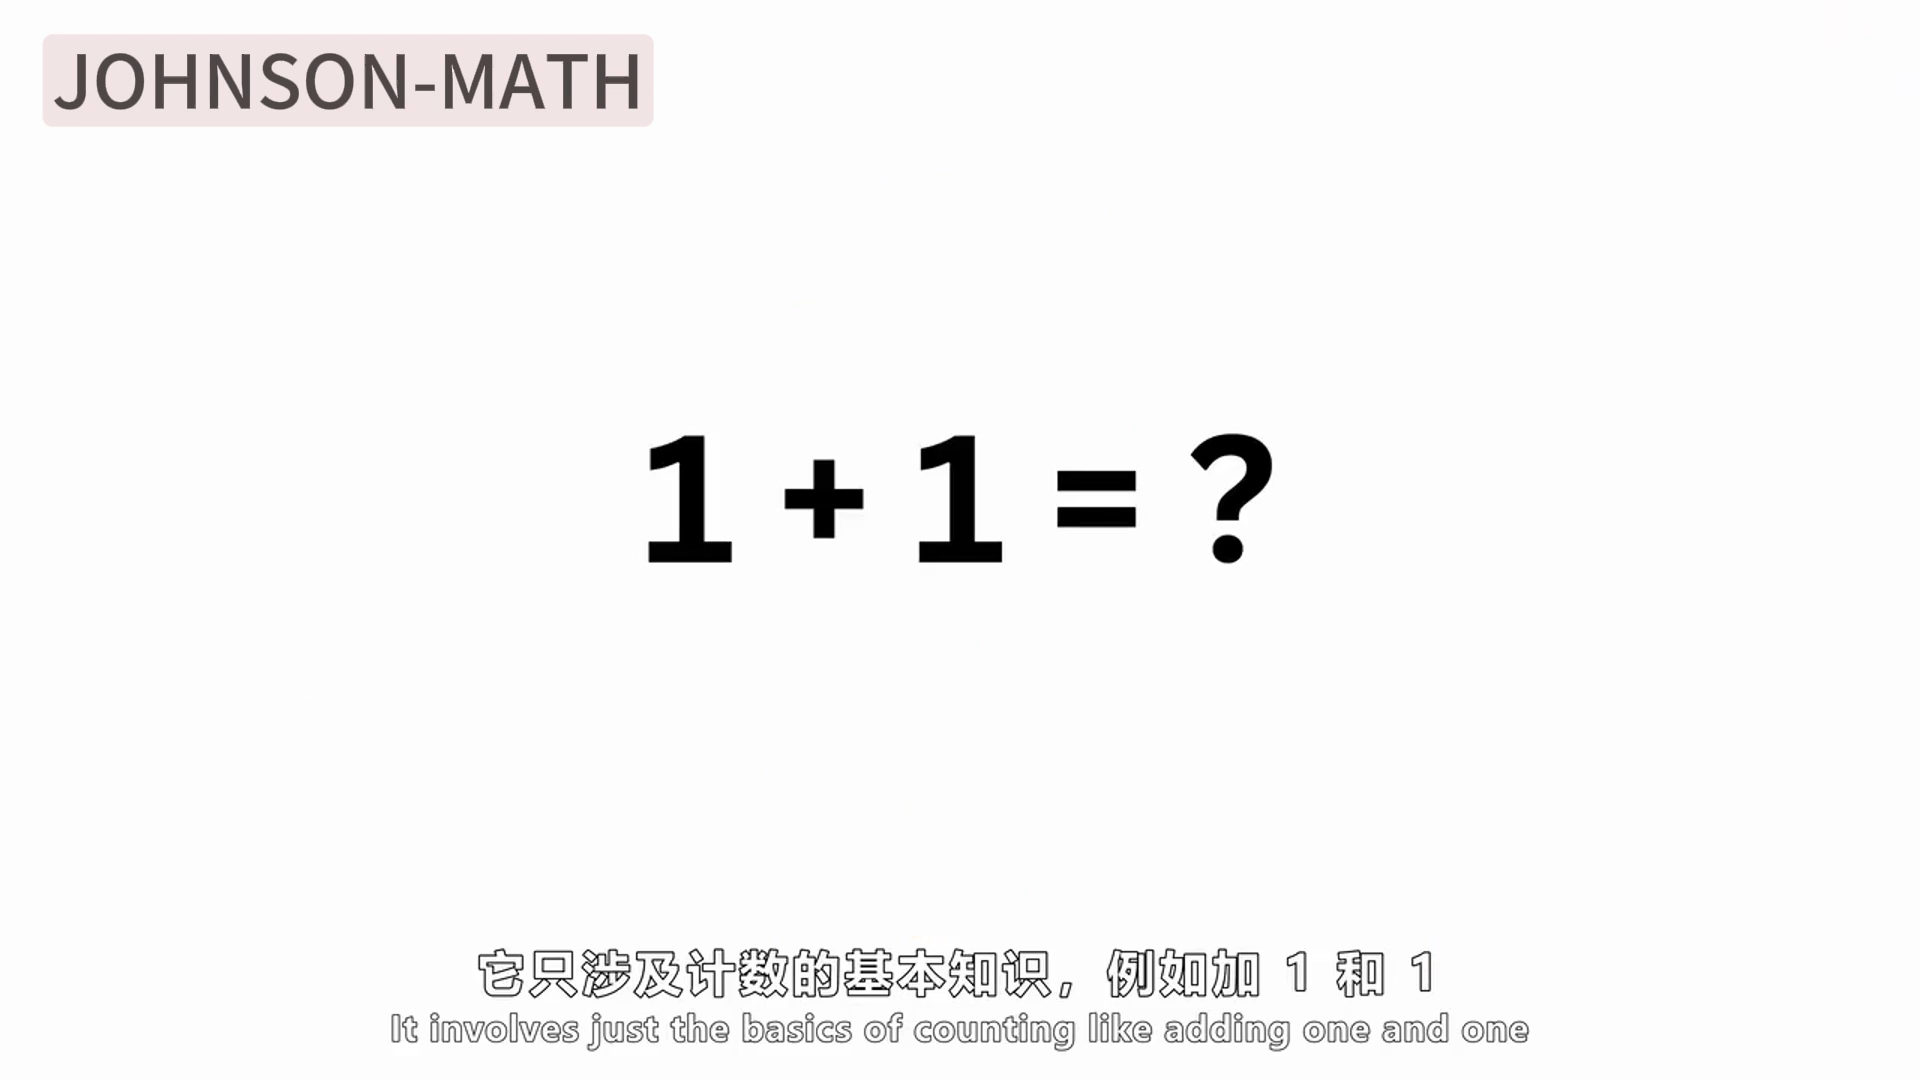 JOHNSON-MATH
1 + 1 = ?
它只涉及计数的基本知识，例如加 1 和 1
It involves just the basics of counting like adding one and one